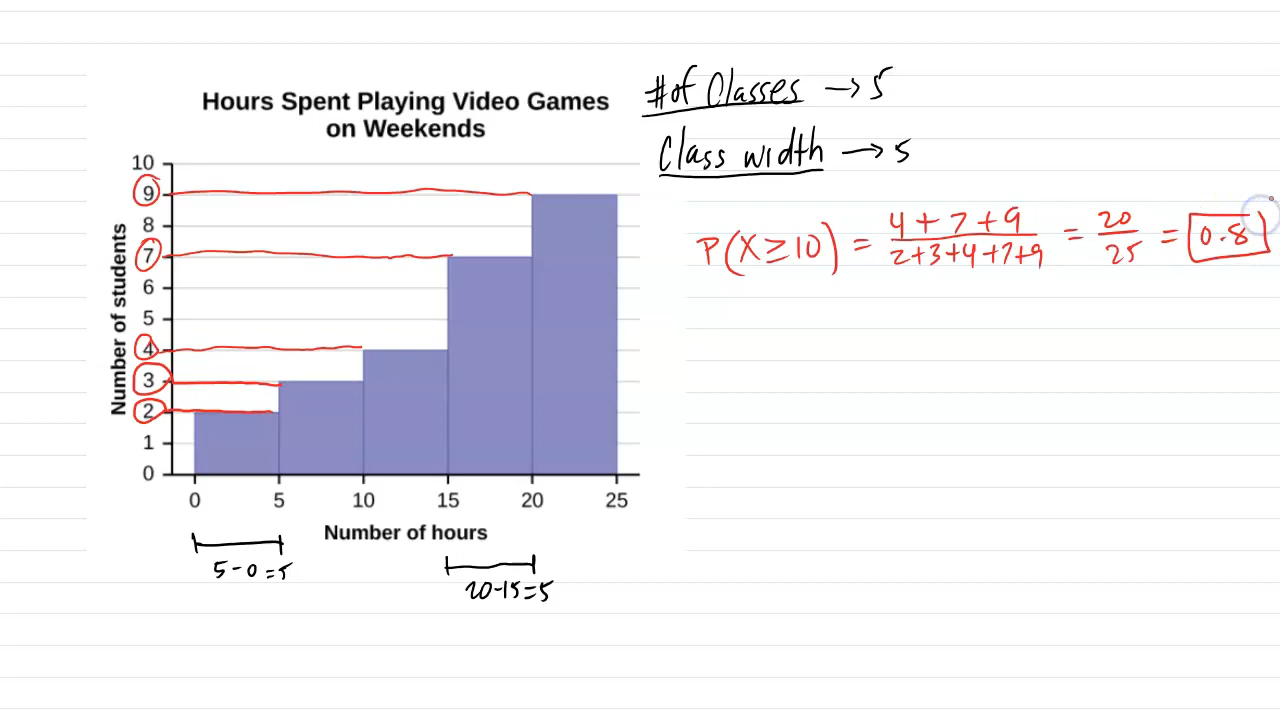 Hours Spent Playing Video Games
on Weekends
Number of students
10
9
8
7
6
5
4
3
2
1
0
0 5 10 15 20 25
Number of hours
5-0=5
20-15=5
# of Classes → 5
Class width → 5
P(X≥10) = 4+7+9 / 2+3+4+7+9 = 20/25 = 0.8